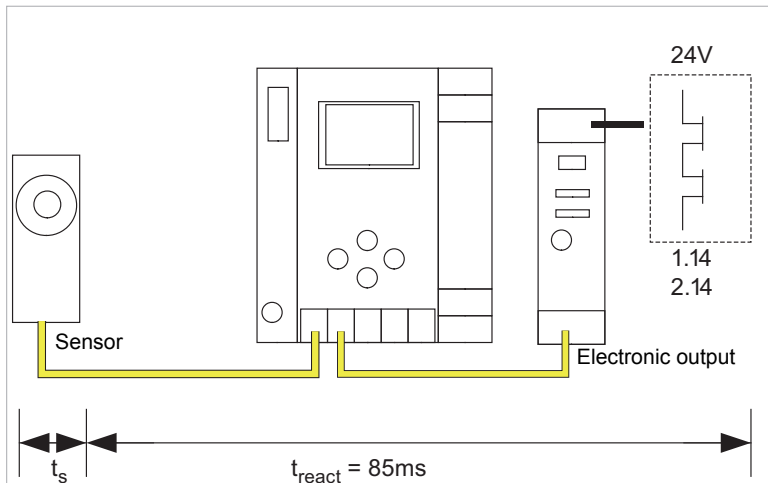 24V
1.14
2.14
Sensor
Electronic output
ts
treact = 85ms